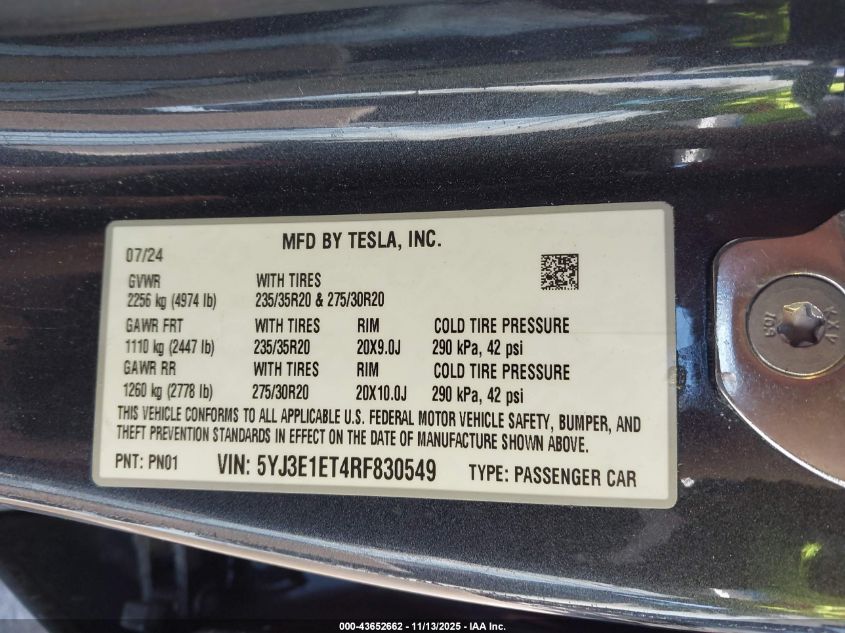 MFD BY TESLA, INC.
07/24
GVWR WITH TIRES
2256 kg (4974 lb) 235/35R20 & 275/30R20
GAWR FRT WITH TIRES RIM COLD TIRE PRESSURE
1110 kg (2447 lb) 235/35R20 20X9.0J 290 kPa, 42 psi
GAWR RR WITH TIRES RIM COLD TIRE PRESSURE
1260 kg (2778 lb) 275/30R20 20X10.0J 290 kPa, 42 psi
THIS VEHICLE CONFORMS TO ALL APPLICABLE U.S. FEDERAL MOTOR VEHICLE SAFETY, BUMPER, AND
THEFT PREVENTION STANDARDS IN EFFECT ON THE DATE OF MANUFACTURE SHOWN ABOVE.
PNT: PN01 VIN: 5YJ3E1ET4RF830549 TYPE: PASSENGER CAR
KXV
000-43652662 - 11/13/2025 - IAA Inc.